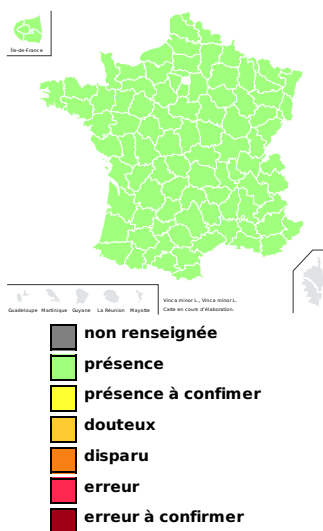 Île-de-France
Vinca minor L., Vinca minor L.
Carte en cours d'élaboration.
Guadeloupe Martinique Guyane La Réunion Mayotte
non renseignée
présence
présence à confimer
douteux
disparu
erreur
erreur à confirmer